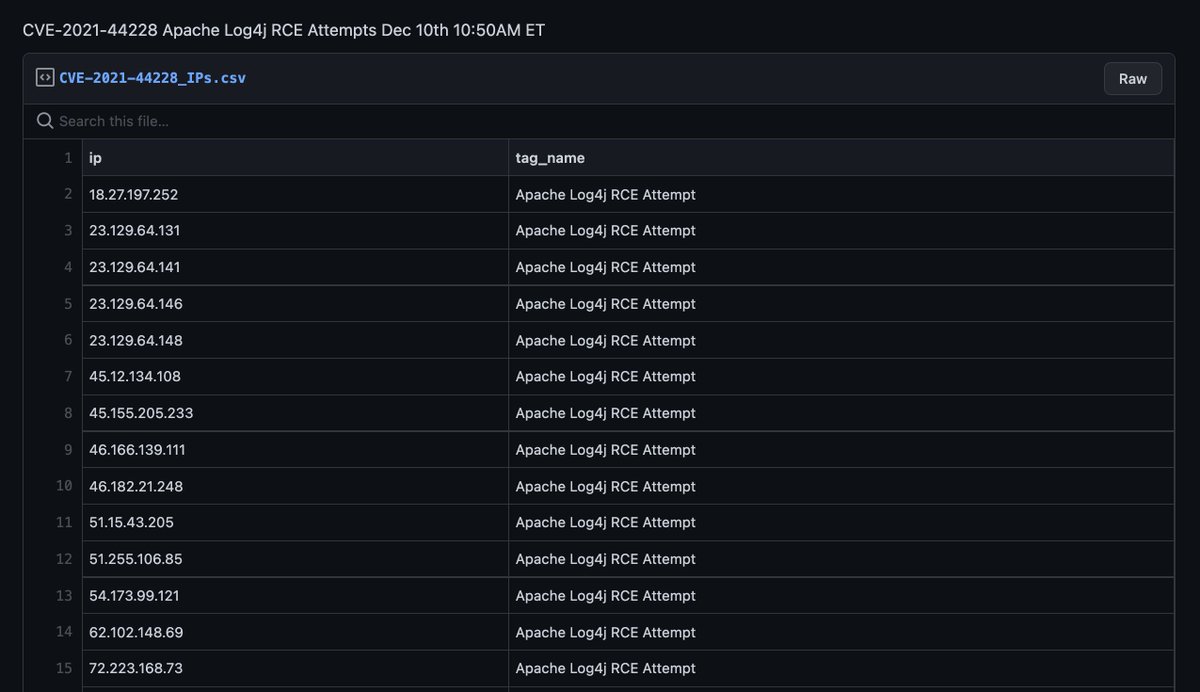 CVE-2021-44228 Apache Log4j RCE Attempts Dec 10th 10:50AM ET
CVE-2021-44228_IPs.csv Raw
Search this file...
1 ip tag_name
2 18.27.197.252 Apache Log4j RCE Attempt
3 23.129.64.131 Apache Log4j RCE Attempt
4 23.129.64.141 Apache Log4j RCE Attempt
5 23.129.64.146 Apache Log4j RCE Attempt
6 23.129.64.148 Apache Log4j RCE Attempt
7 45.12.134.108 Apache Log4j RCE Attempt
8 45.155.205.233 Apache Log4j RCE Attempt
9 46.166.139.111 Apache Log4j RCE Attempt
10 46.182.21.248 Apache Log4j RCE Attempt
11 51.15.43.205 Apache Log4j RCE Attempt
12 51.255.106.85 Apache Log4j RCE Attempt
13 54.173.99.121 Apache Log4j RCE Attempt
14 62.102.148.69 Apache Log4j RCE Attempt
15 72.223.168.73 Apache Log4j RCE Attempt